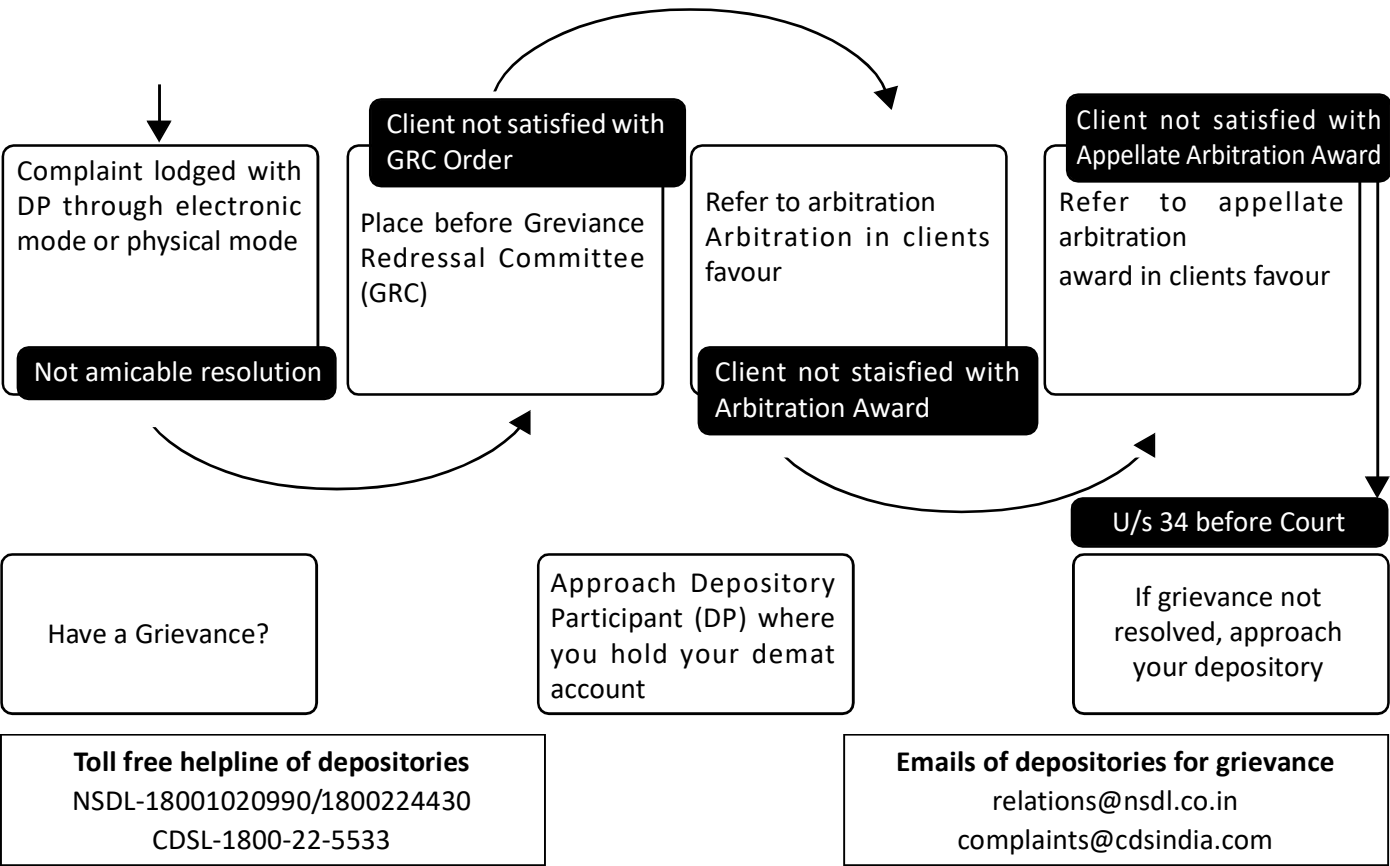 Complaint lodged with
DP through electronic
mode or physical mode
Not amicable resolution
Client not satisfied with
GRC Order
Place before Greviance
Redressal Committee
(GRC)
Refer to arbitration
Arbitration in clients
favour
Client not staisfied with
Arbitration Award
Client not satisfied with
Appellate Arbitration Award
Refer to appellate
arbitration
award in clients favour
U/s 34 before Court
Have a Grievance?
Approach Depository
Participant (DP) where
you hold your demat
account
If grievance not
resolved, approach
your depository
Toll free helpline of depositories
NSDL-18001020990/1800224430
CDSL-1800-22-5533
Emails of depositories for grievance
relations@nsdl.co.in
complaints@cdsindia.com